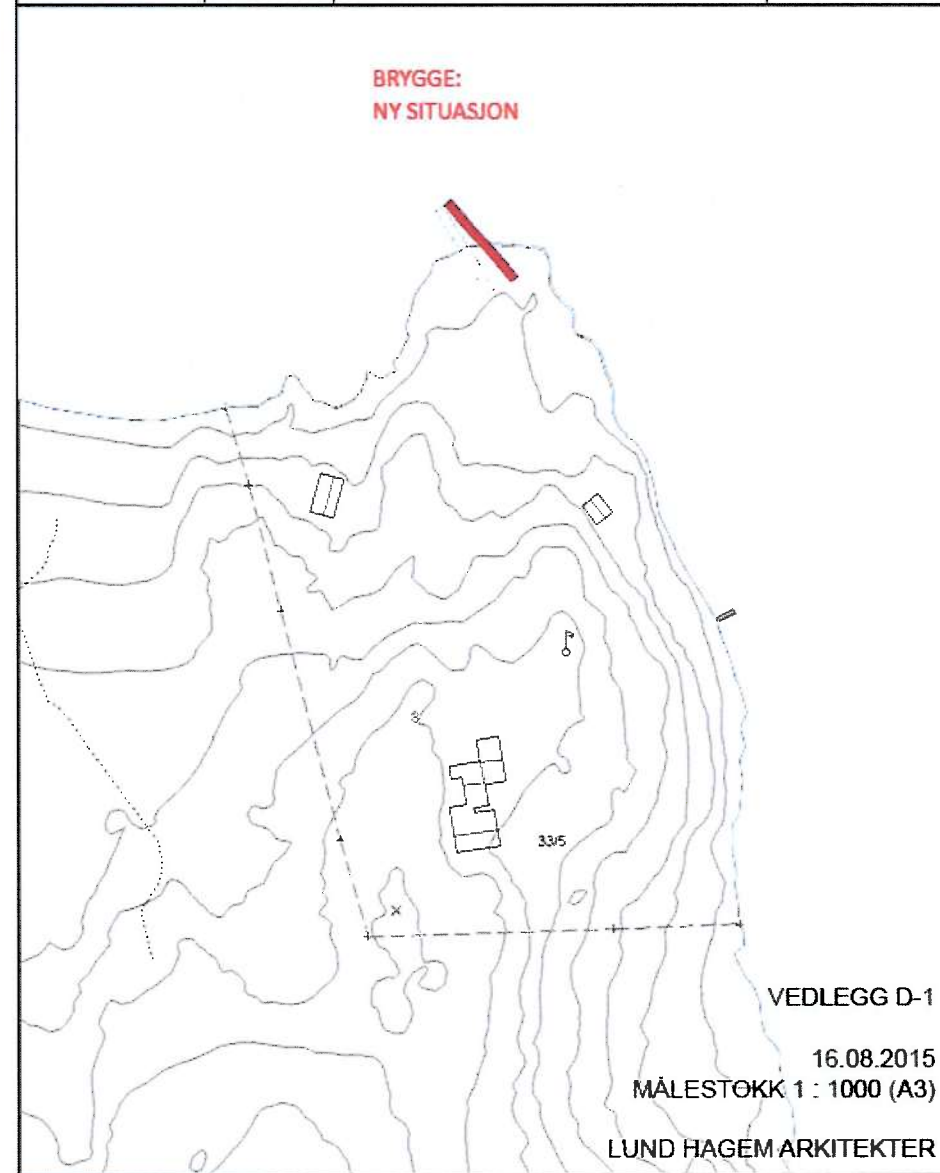 BRYGGE:
NY SITUASJON
33/5
VEDLEGG D-1
16.08.2015
MÅLESTOKK 1 : 1000 (A3)
LUND HAGEM ARKITEKTER